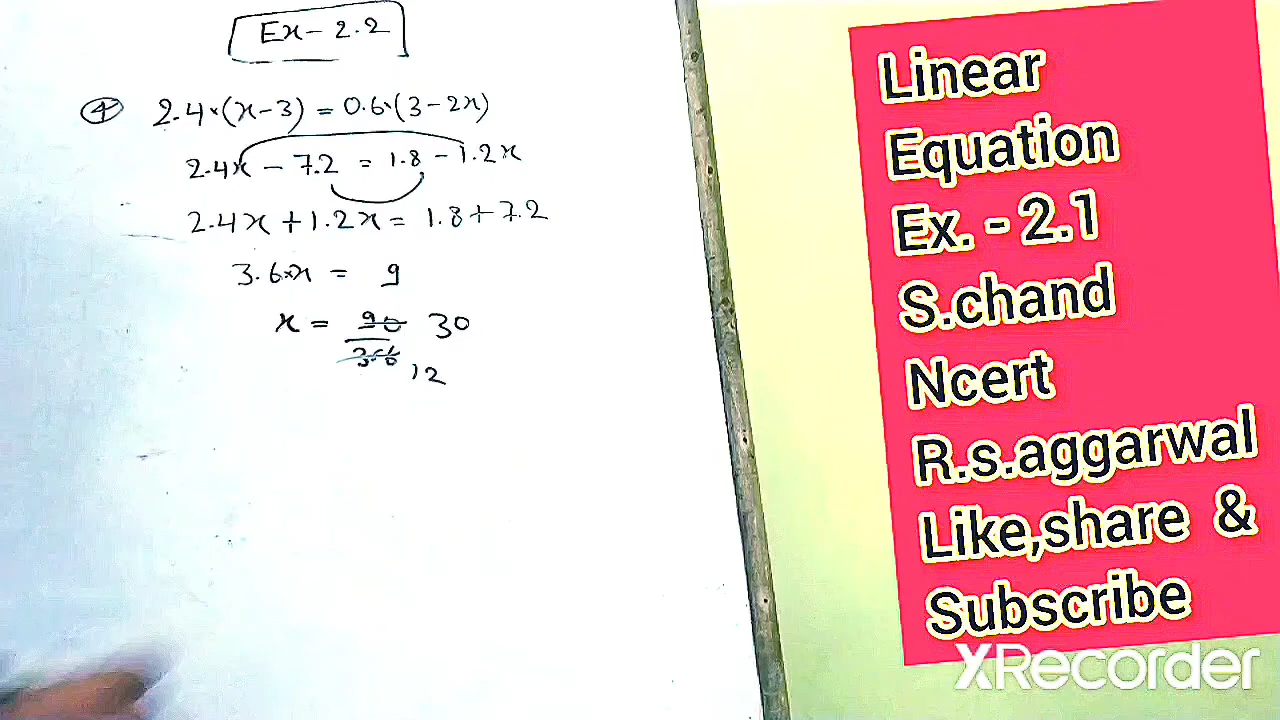 Ex - 2.2
④ 2.4×(x-3) = 0.6×(3-2x)
2.4x - 7.2 = 1.8 - 1.2x
2.4x + 1.2x = 1.8 + 7.2
3.6×x = 9
x = 90 30
12
Linear
Equation
Ex. - 2.1
S.chand
Ncert
R.s.aggarwal
Like,share &
Subscribe
XRecorder